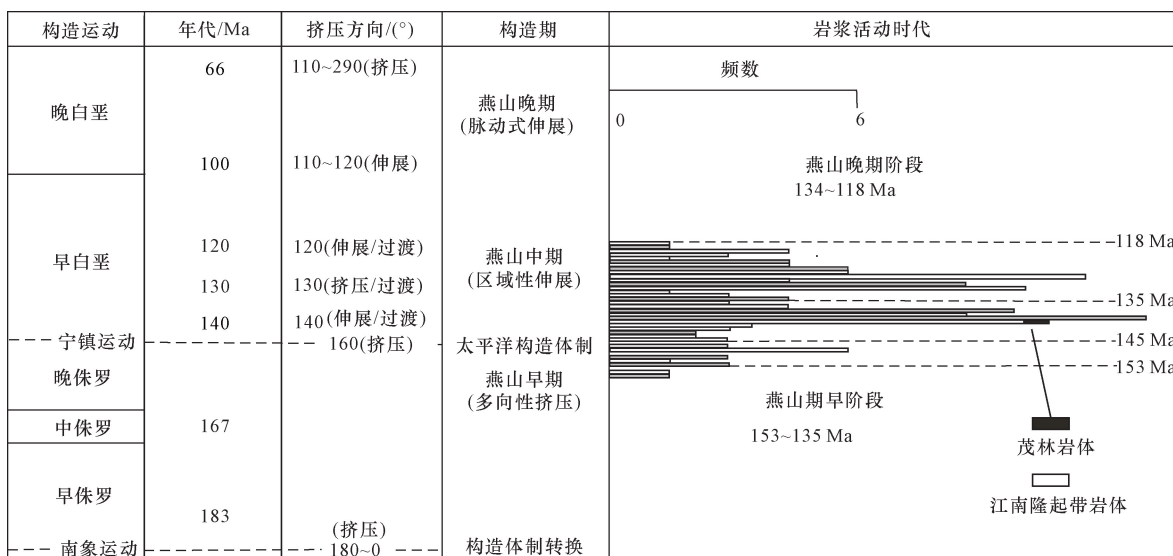 构造运动 年代/Ma 挤压方向/(°) 构造期 岩浆活动时代
66 110~290(挤压) 频数
晚白垩 燕山晚期
(脉动式伸展)
0 6
100 110~120(伸展) 燕山晚期阶段
134~118 Ma
120 120(伸展/过渡) 118 Ma
早白垩 燕山中期
(区域性伸展)
130 130(挤压/过渡) 135 Ma
140 140(伸展/过渡)
宁镇运动 160(挤压) 太平洋构造体制 145 Ma
晚侏罗 燕山早期 153 Ma
(多向性挤压) 燕山期早阶段
中侏罗 167 153~135 Ma
茂林岩体
早侏罗
江南隆起带岩体
183 (挤压)
南象运动 180~0 构造体制转换